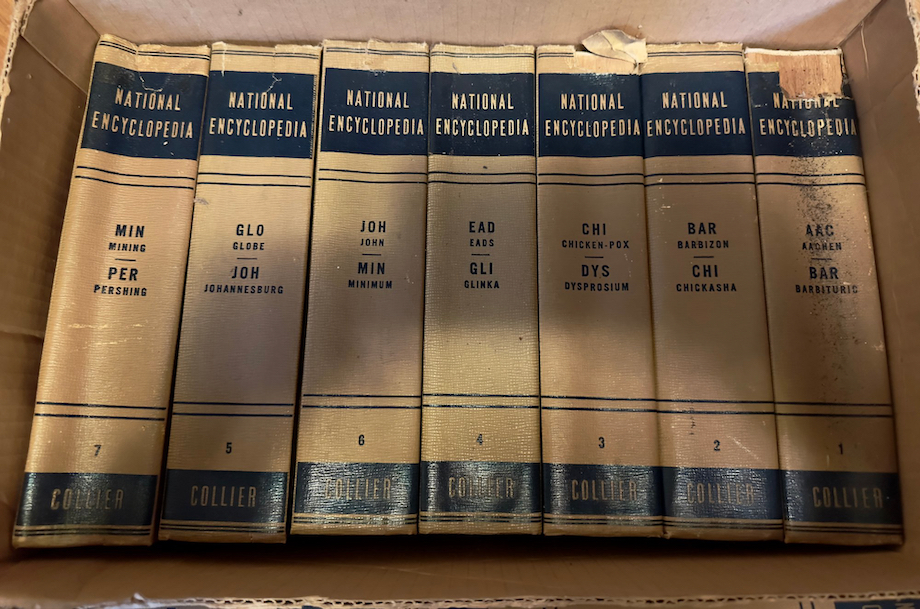 NATIONAL
ENCYCLOPEDIA
MIN
MINING
PER
PERSHING
7
COLLIER
NATIONAL
ENCYCLOPEDIA
GLO
GLOBE
JOH
JOHANNESBURG
5
COLLIER
NATIONAL
ENCYCLOPEDIA
JOH
JOHN
MIN
MINIMUM
6
COLLIER
NATIONAL
ENCYCLOPEDIA
EAD
EADS
GLI
GLINKA
4
COLLIER
NATIONAL
ENCYCLOPEDIA
CHI
CHICKEN-POX
DYS
DYSPROSIUM
3
COLLIER
NATIONAL
ENCYCLOPEDIA
BAR
BARBIZON
CHI
CHICKASHA
2
COLLIER
NATIONAL
ENCYCLOPEDIA
AAC
AACHEN
BAR
BARBITURIC
1
COLLIER